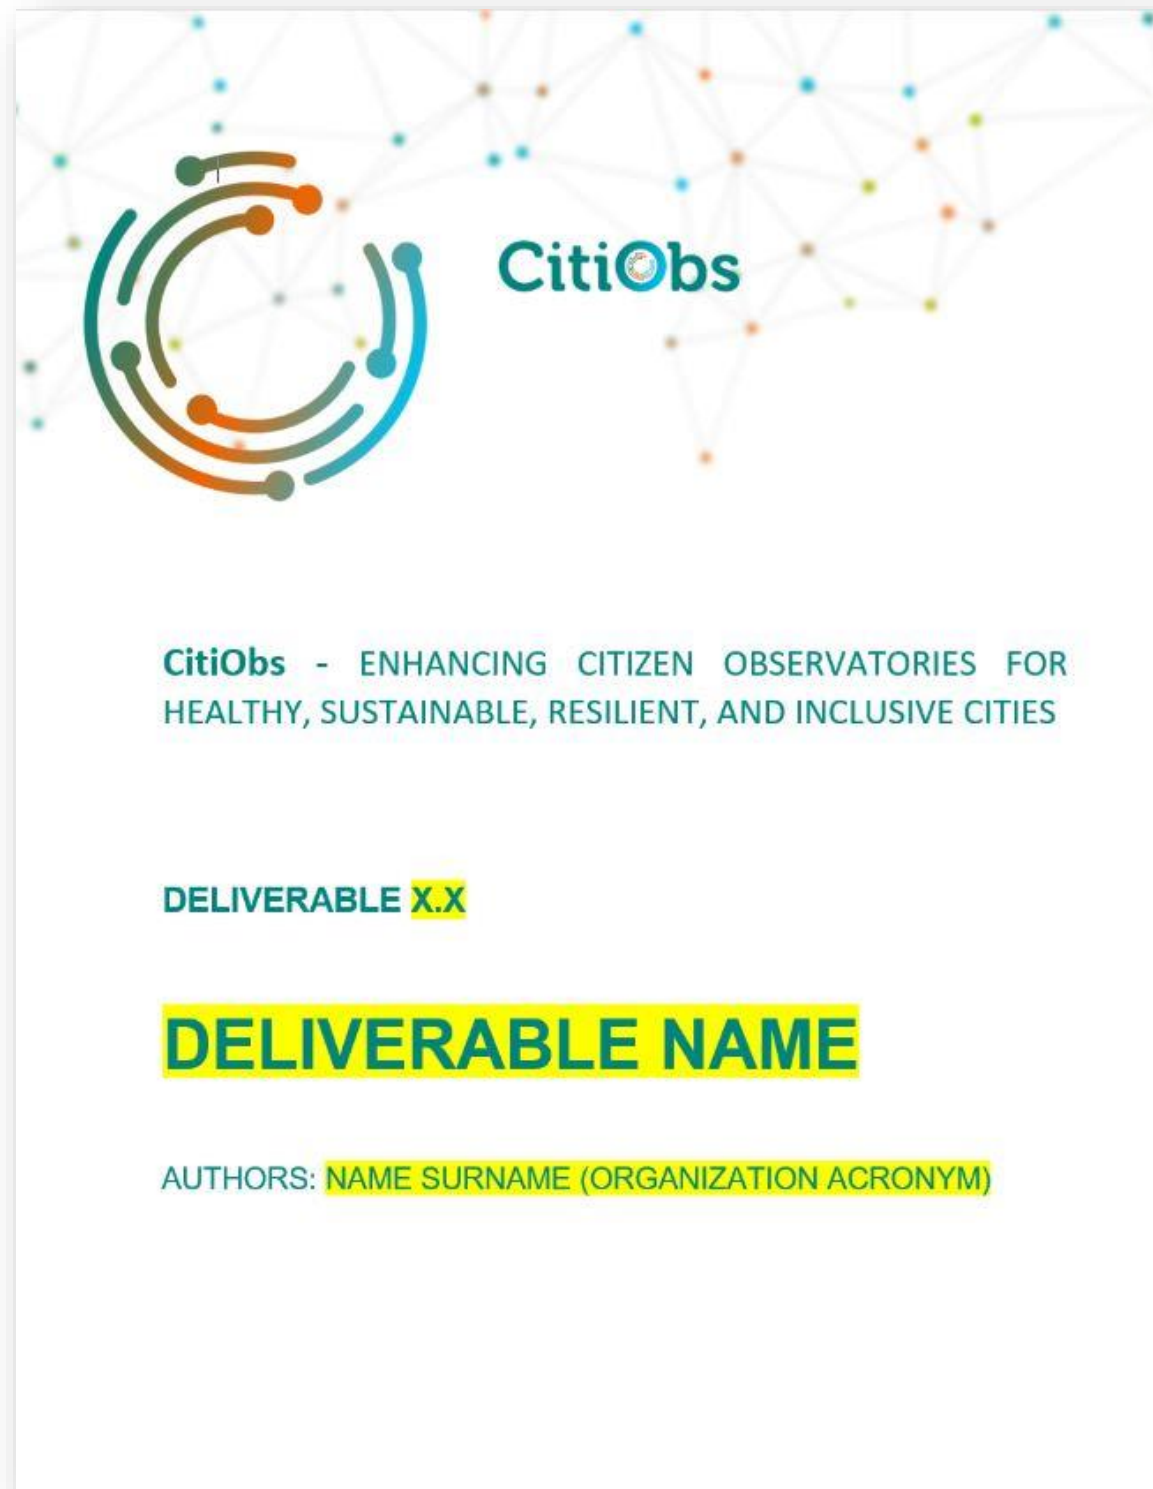 CitiObs
CitiObs - ENHANCING CITIZEN OBSERVATORIES FOR
HEALTHY, SUSTAINABLE, RESILIENT, AND INCLUSIVE CITIES
DELIVERABLE X.X
DELIVERABLE NAME
AUTHORS: NAME SURNAME (ORGANIZATION ACRONYM)